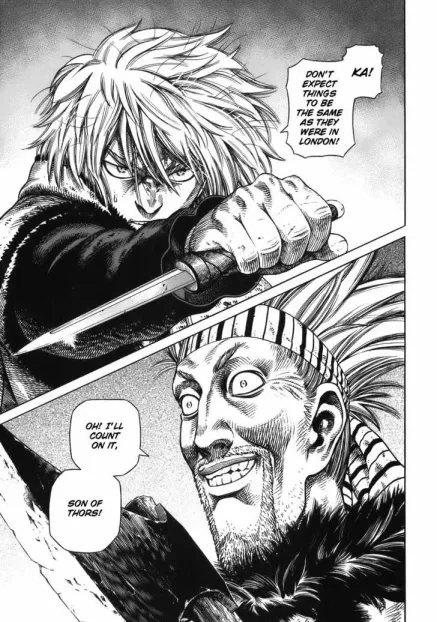 KA!
DON'T
EXPECT
THINGS
TO BE
THE SAME
AS THEY
WERE IN
LONDON!
OH! I'LL
COUNT
ON IT,
SON OF
THORS!